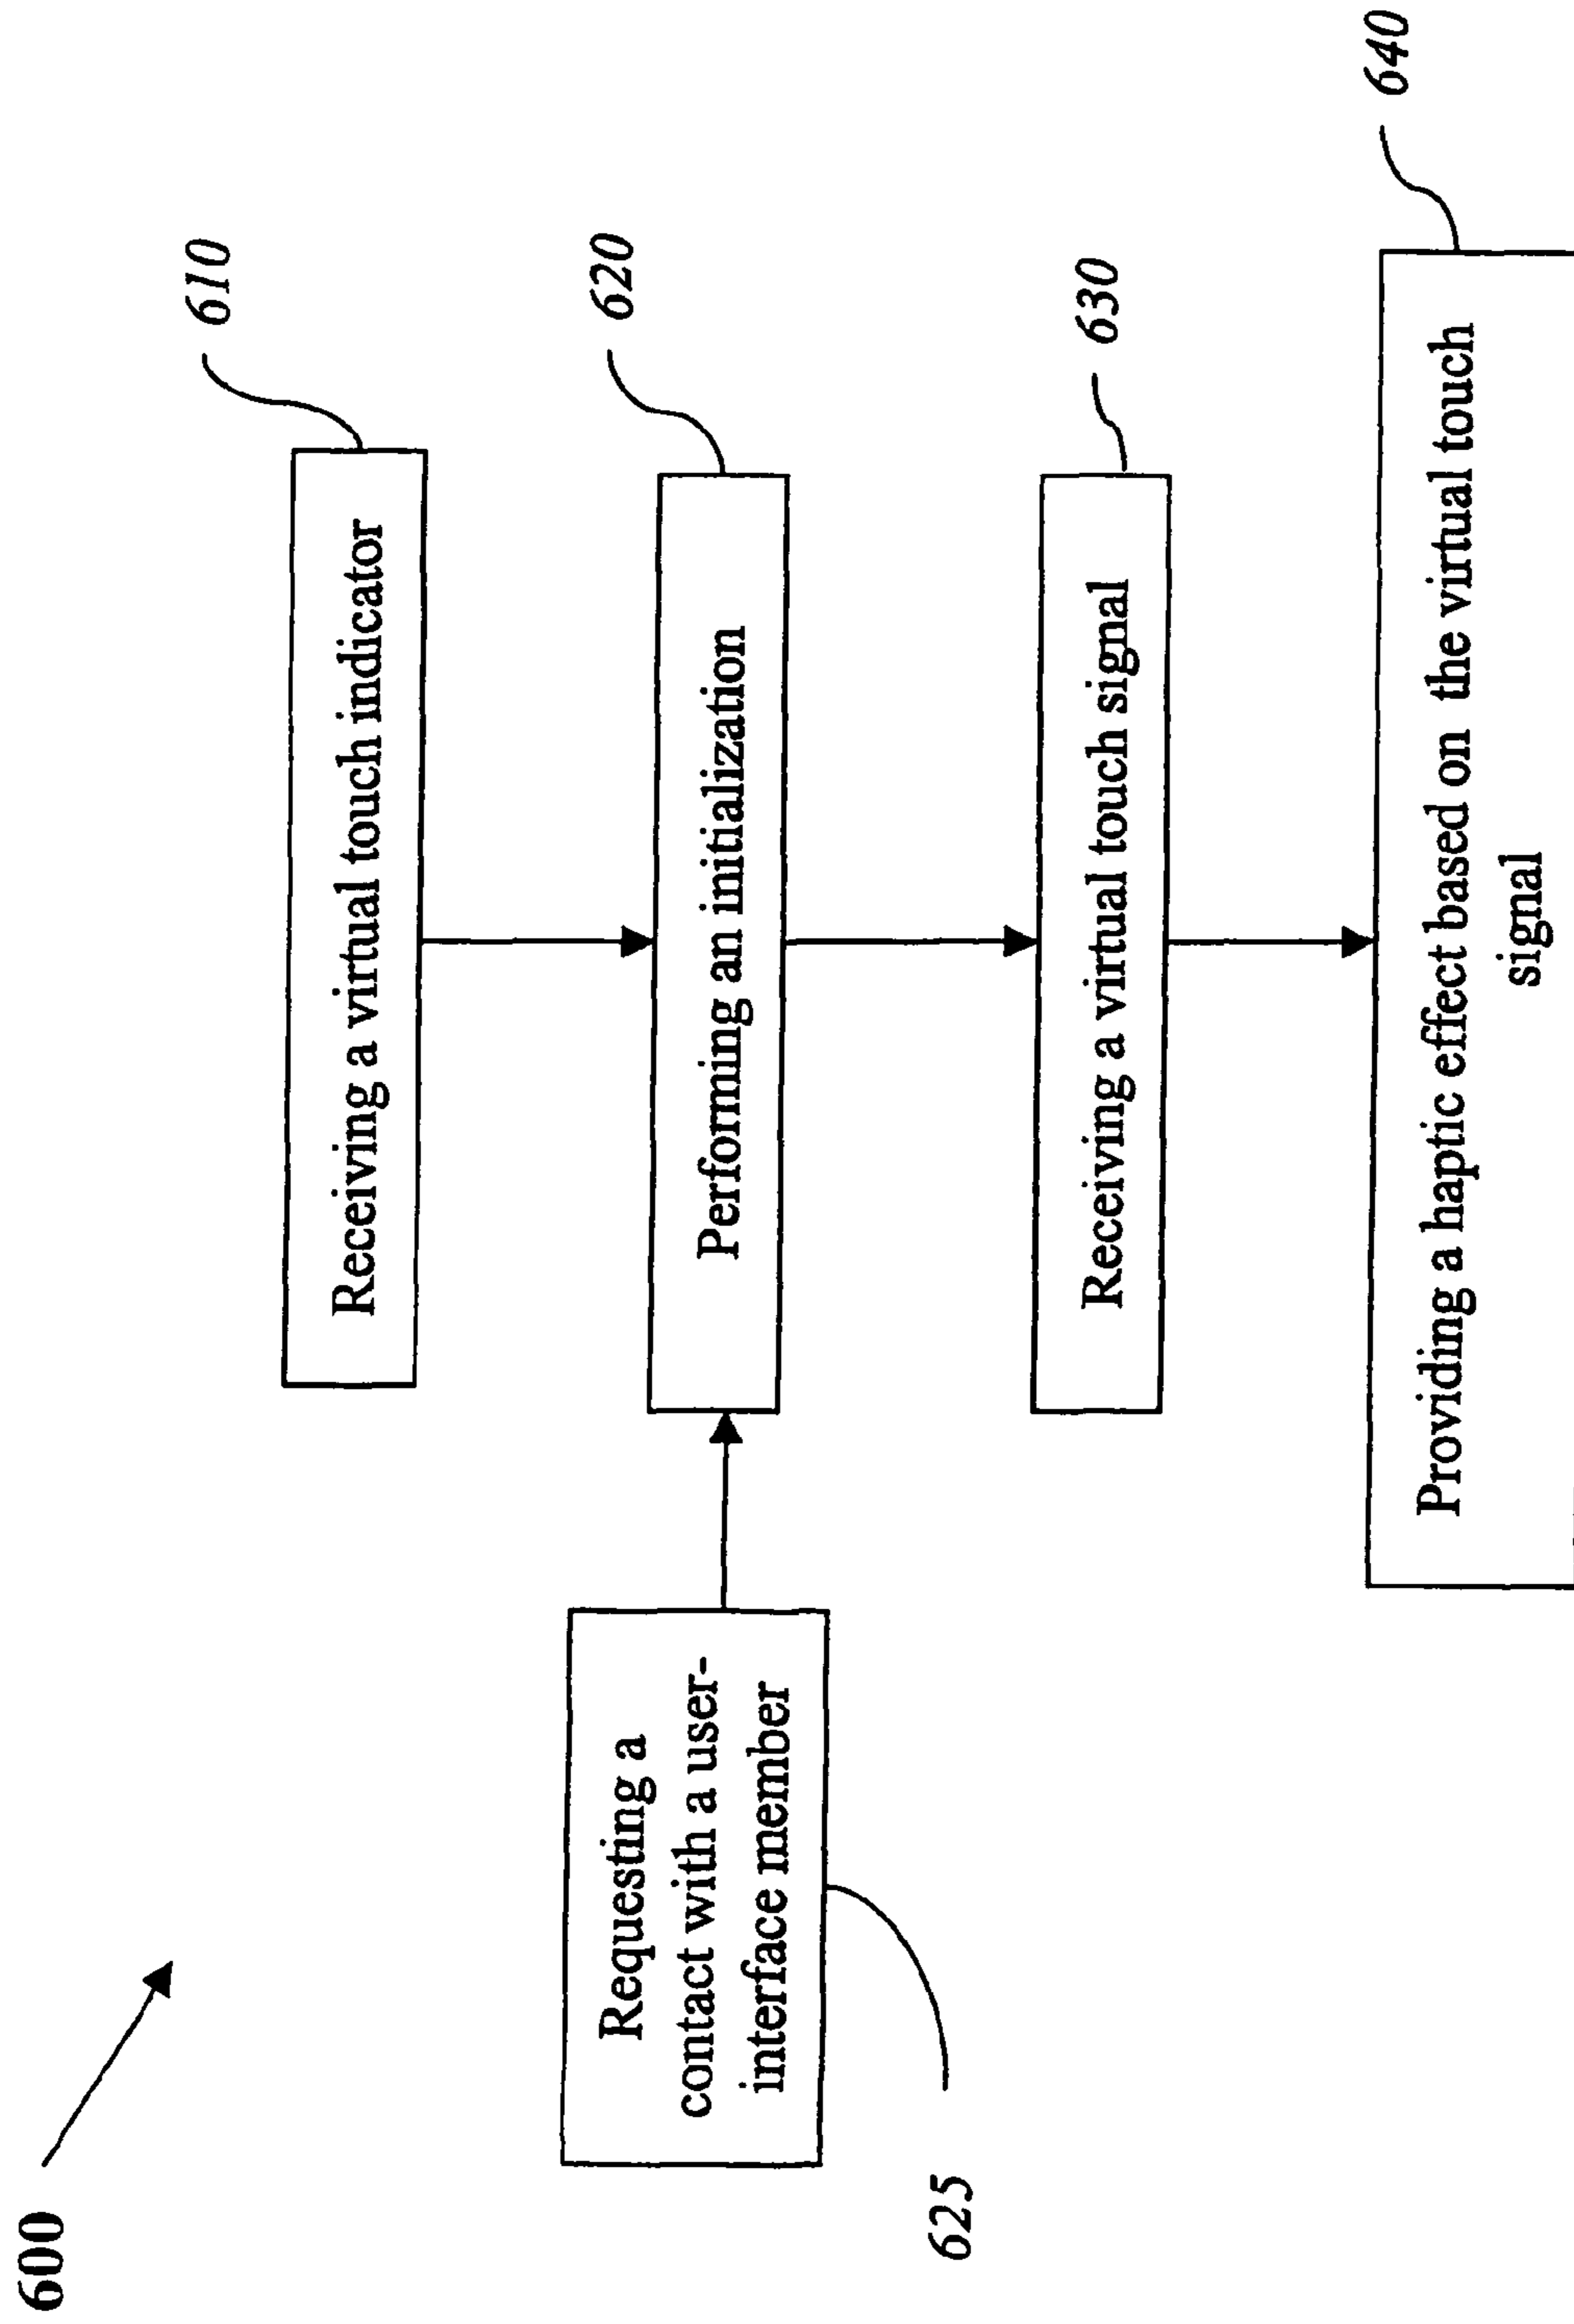 600
610
Receiving a virtual touch indicator
620
Performing an initialization
Requesting a
contact with a user-
interface member
625
630
Receiving a virtual touch signal
640
Providing a haptic effect based on the virtual touch
signal